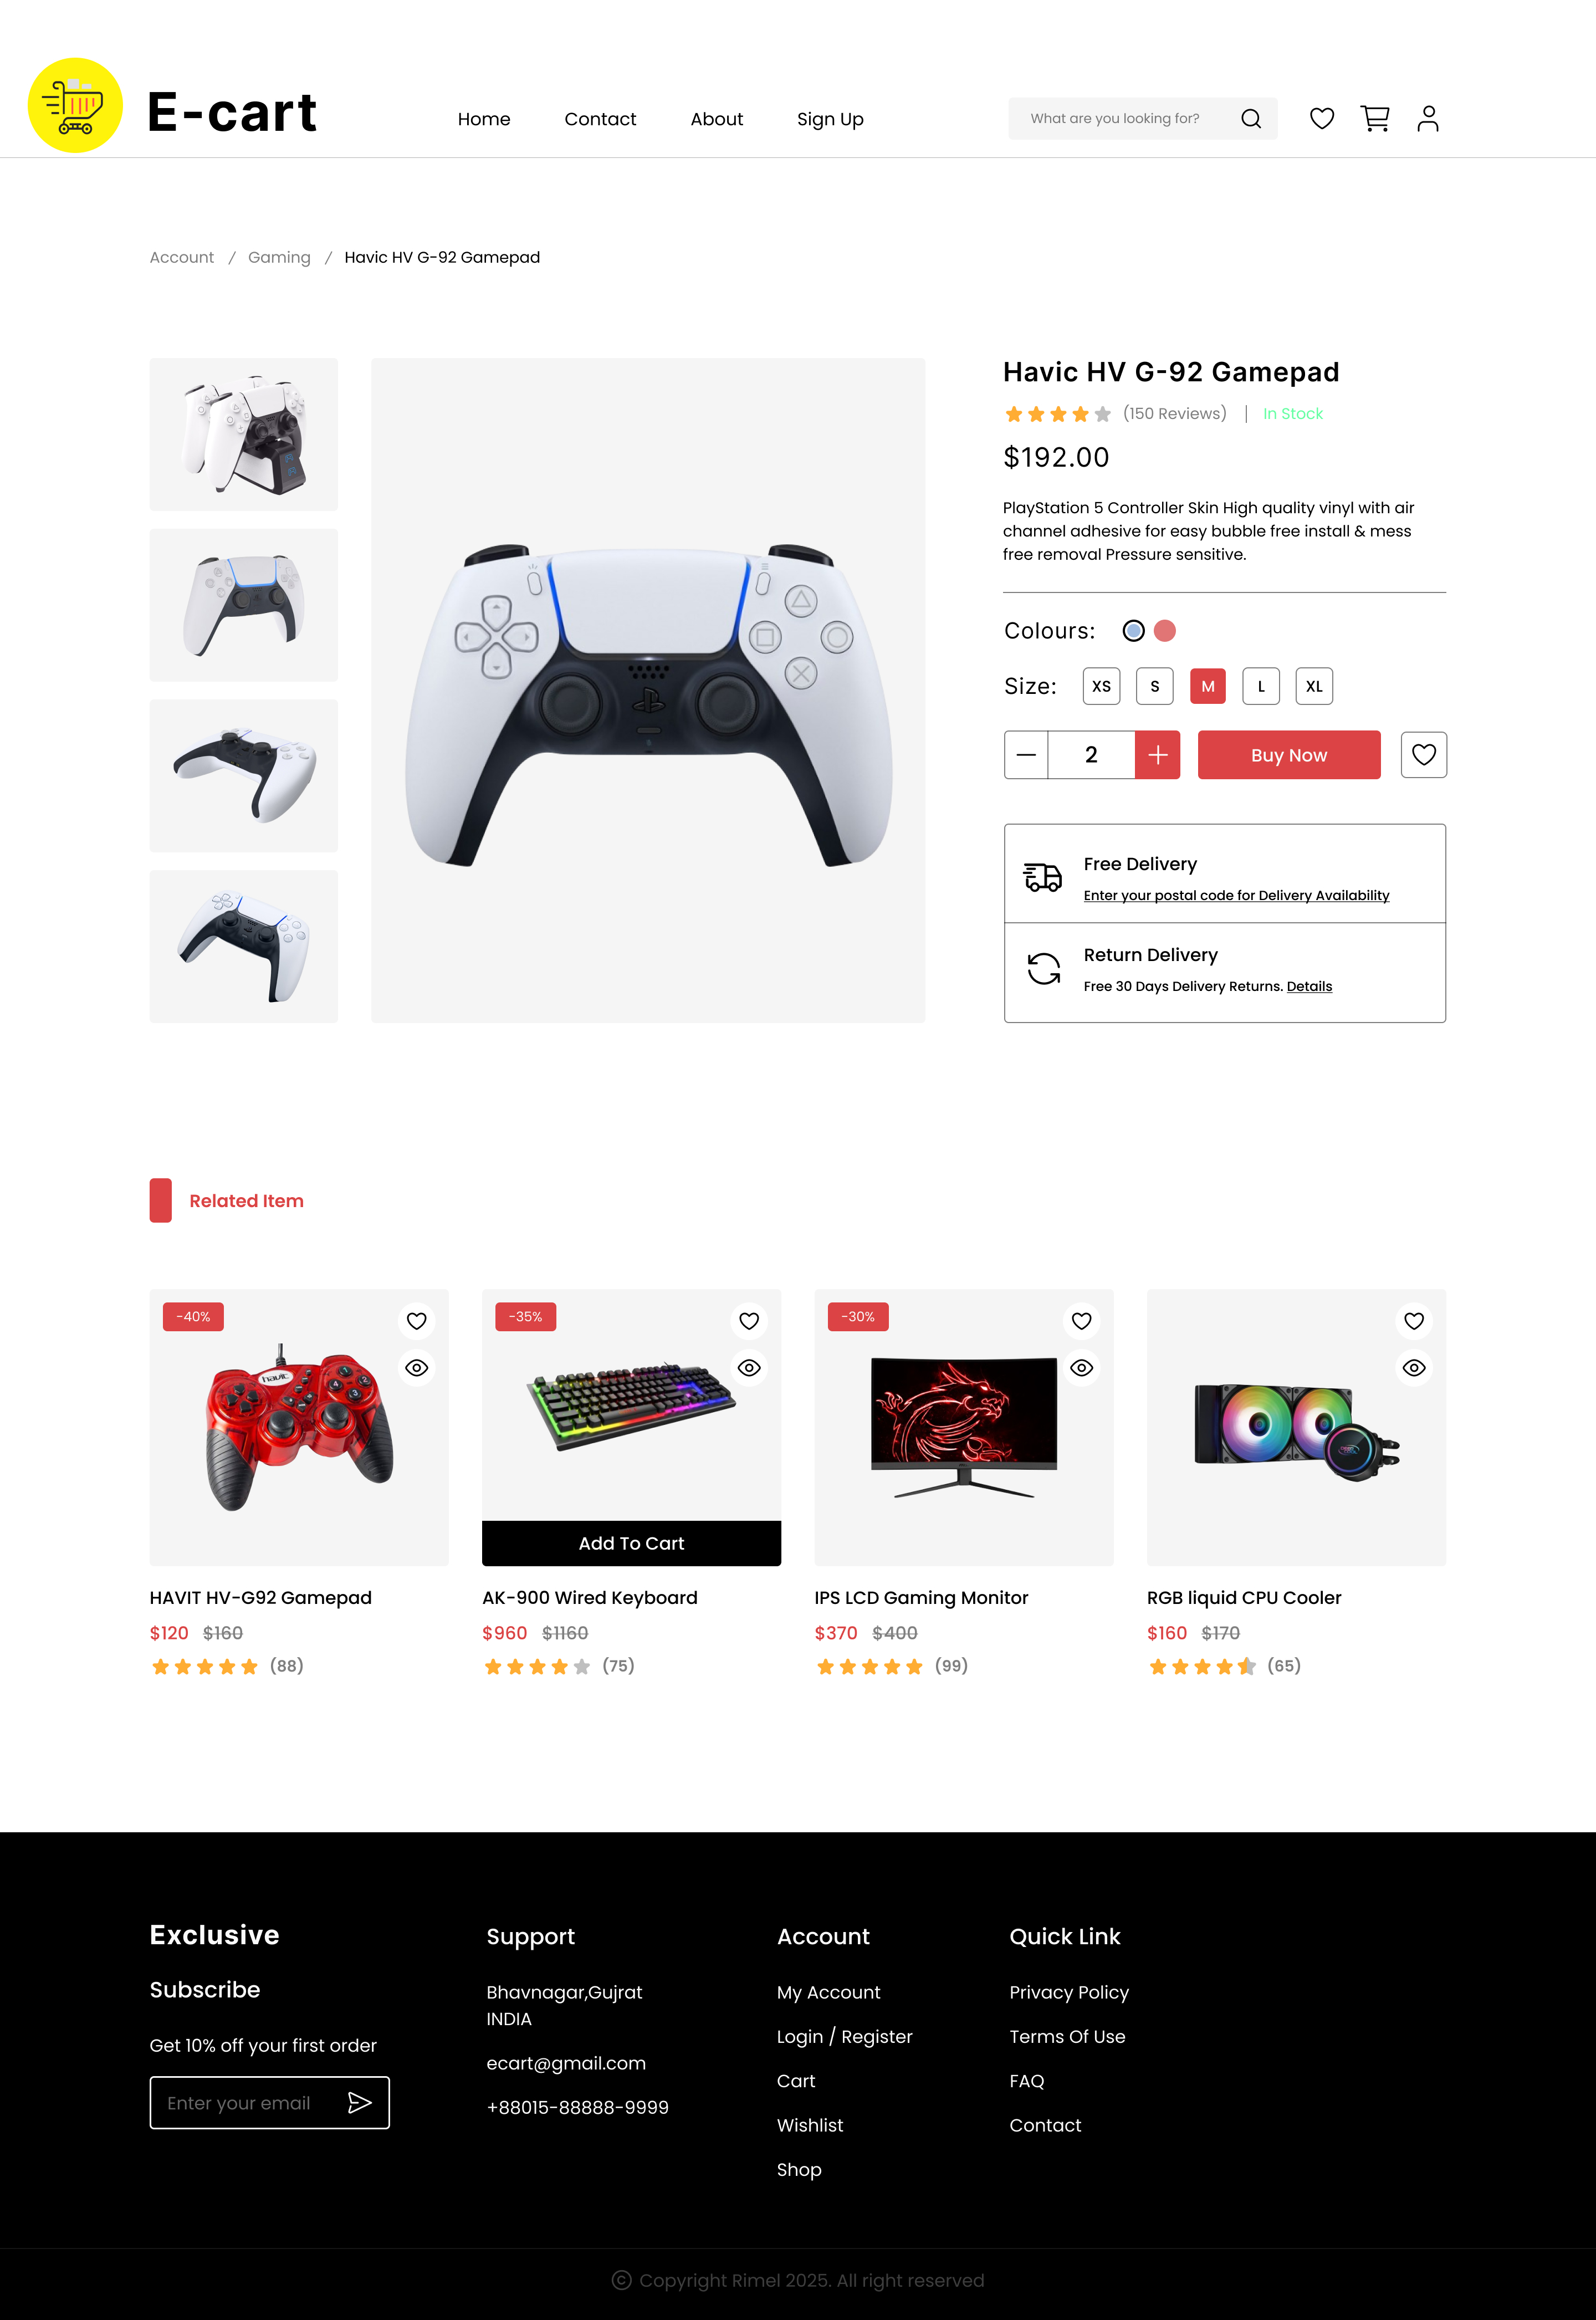 E-cart
Home
Contact
About
Sign Up
What are you looking for?
Account / Gaming / Havic HV G-92 Gamepad
Havic HV G-92 Gamepad
(150 Reviews) | In Stock
$192.00
PlayStation 5 Controller Skin High quality vinyl with air
channel adhesive for easy bubble free install & mess
free removal Pressure sensitive.
Colours:
Size:
XS
S
M
L
XL
2
Buy Now
Free Delivery
Enter your postal code for Delivery Availability
Return Delivery
Free 30 Days Delivery Returns. Details
Related Item
-40%
havic
HAVIT HV-G92 Gamepad
$120 $160
(88)
-35%
Add To Cart
AK-900 Wired Keyboard
$960 $1160
(75)
-30%
IPS LCD Gaming Monitor
$370 $400
(99)
RGB liquid CPU Cooler
$160 $170
(65)
Exclusive
Subscribe
Get 10% off your first order
Enter your email
Support
Bhavnagar,Gujrat
INDIA
ecart@gmail.com
+88015-88888-9999
Account
My Account
Login / Register
Cart
Wishlist
Shop
Quick Link
Privacy Policy
Terms Of Use
FAQ
Contact
© Copyright Rimel 2025. All right reserved